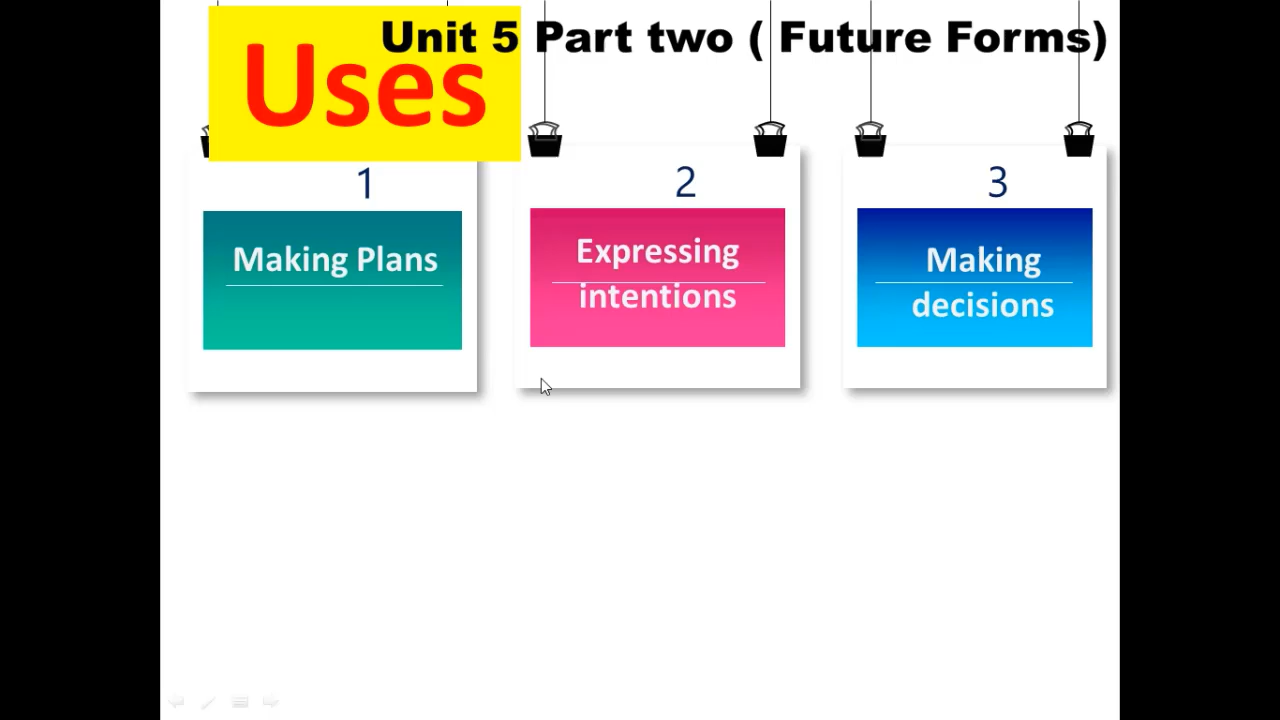 Unit 5 Part two ( Future Forms)
Uses
1
Making Plans
2
Expressing
intentions
3
Making
decisions